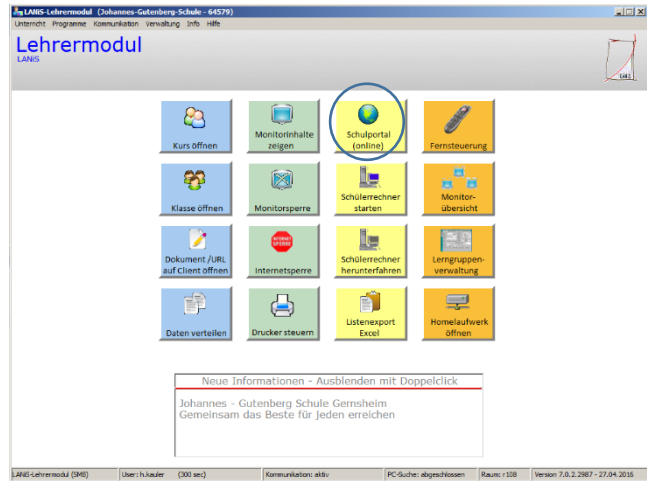 LANiS-Lehrermodul (Johannes-Gutenberg-Schule - 64579)
Unterricht Programme Kommunikation Verwaltung Info Hilfe
Lehrermodul
LANiS
Kurs öffnen
Monitorinhalte
zeigen
Schulportal
(online)
Fernsteuerung
Klasse öffnen
Monitorsperre
Schülerrechner
starten
Monitor-
übersicht
Dokument /URL
auf Client öffnen
INTERNET
SPERRE
Internetsperre
Schülerrechner
herunterfahren
Lerngruppen-
verwaltung
Daten verteilen
Drucker steuern
Listenexport
Excel
Homelaufwerk
öffnen
Neue Informationen - Ausblenden mit Doppelclick
Johannes - Gutenberg Schule Gernsheim
Gemeinsam das Beste für jeden erreichen
LANiS-Lehrermodul (SMB) User: h.kauler (300 sec) Kommunikation: aktiv PC-Suche: abgeschlossen Raum: r108 Version 7.0.2.2987 - 27.04.2016